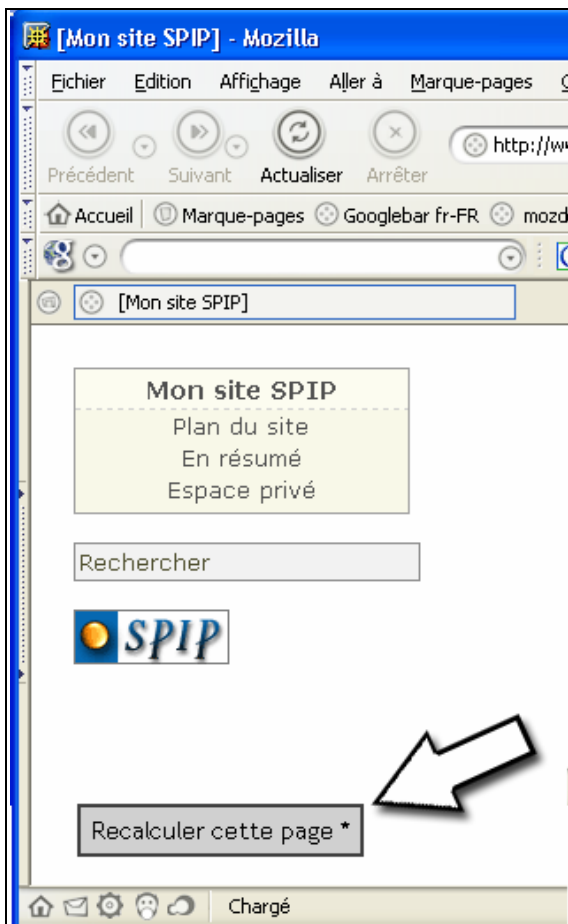 [Mon site SPIP] - Mozilla
Fichier Edition Affichage Aller à Marque-pages
Précédent Suivant Actualiser Arrêter http://w
Accueil Marque-pages Googlebar fr-FR mozd
[Mon site SPIP]
Mon site SPIP
Plan du site
En résumé
Espace privé
Rechercher
SPIP
Recalculer cette page *
Chargé